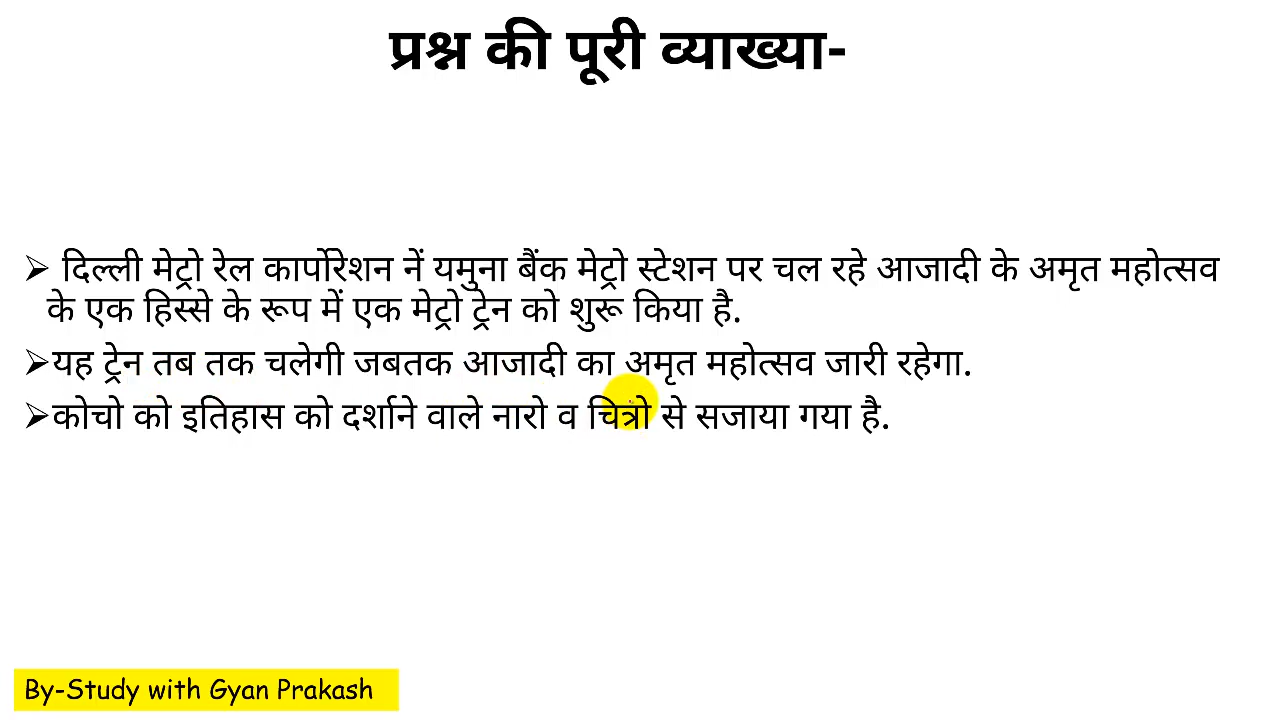 प्रश्न की पूरी व्याख्या-
➢ दिल्ली मेट्रो रेल कार्पोरेशन नें यमुना बैंक मेट्रो स्टेशन पर चल रहे आजादी के अमृत महोत्सव
के एक हिस्से के रूप में एक मेट्रो ट्रेन को शुरू किया है.
➢यह ट्रेन तब तक चलेगी जबतक आजादी का अमृत महोत्सव जारी रहेगा.
➢कोचो को इतिहास को दर्शाने वाले नारो व चित्रो से सजाया गया है.
By-Study with Gyan Prakash